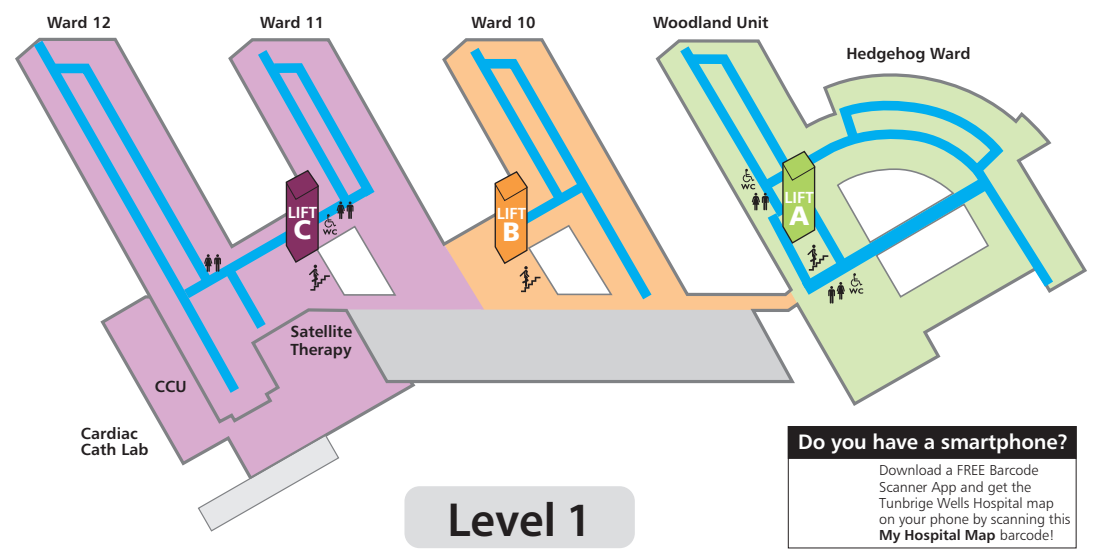 Ward 12
Ward 11
Ward 10
Woodland Unit
Hedgehog Ward
WC
LIFT
C
WC
LIFT
B
LIFT
A
WC
Satellite
Therapy
CCU
Cardiac
Cath Lab
Level 1
Do you have a smartphone?
Download a FREE Barcode
Scanner App and get the
Tunbrige Wells Hospital map
on your phone by scanning this
My Hospital Map barcode!